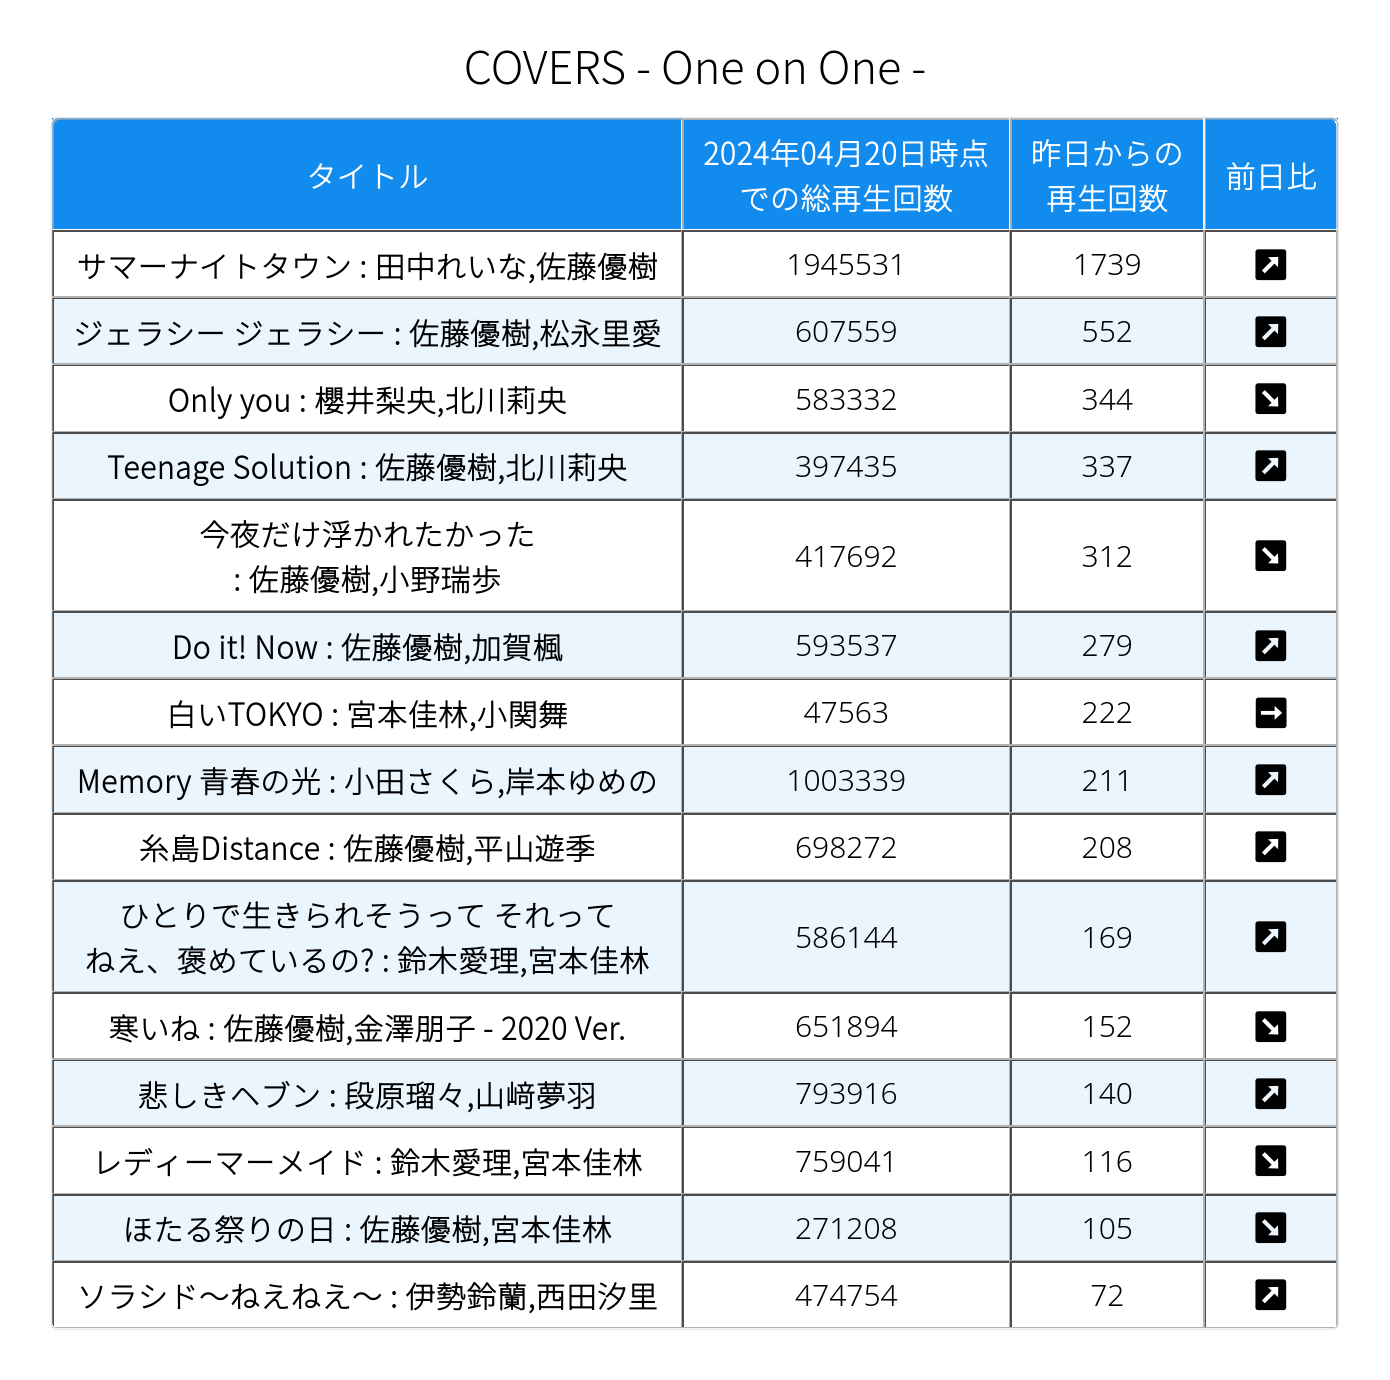 COVERS - One on One -
タイトル 2024年04月20日時点での総再生回数 昨日からの再生回数 前日比
サマーナイトタウン : 田中れいな,佐藤優樹 1945531 1739 ↗
ジェラシー ジェラシー : 佐藤優樹,松永里愛 607559 552 ↗
Only you : 櫻井梨央,北川莉央 583332 344 ↘
Teenage Solution : 佐藤優樹,北川莉央 397435 337 ↗
今夜だけ浮かれたかった
: 佐藤優樹,小野瑞歩 417692 312 ↘
Do it! Now : 佐藤優樹,加賀楓 593537 279 ↗
白いTOKYO : 宮本佳林,小関舞 47563 222 →
Memory 青春の光 : 小田さくら,岸本ゆめの 1003339 211 ↗
糸島Distance : 佐藤優樹,平山遊季 698272 208 ↗
ひとりで生きられそうって それって
ねえ、褒めているの? : 鈴木愛理,宮本佳林 586144 169 ↗
寒いね : 佐藤優樹,金澤朋子 - 2020 Ver. 651894 152 ↘
悲しきヘブン : 段原瑠々,山﨑夢羽 793916 140 ↗
レディーマーメイド : 鈴木愛理,宮本佳林 759041 116 ↘
ほたる祭りの日 : 佐藤優樹,宮本佳林 271208 105 ↘
ソラシド〜ねえねえ〜 : 伊勢鈴蘭,西田汐里 474754 72 ↗